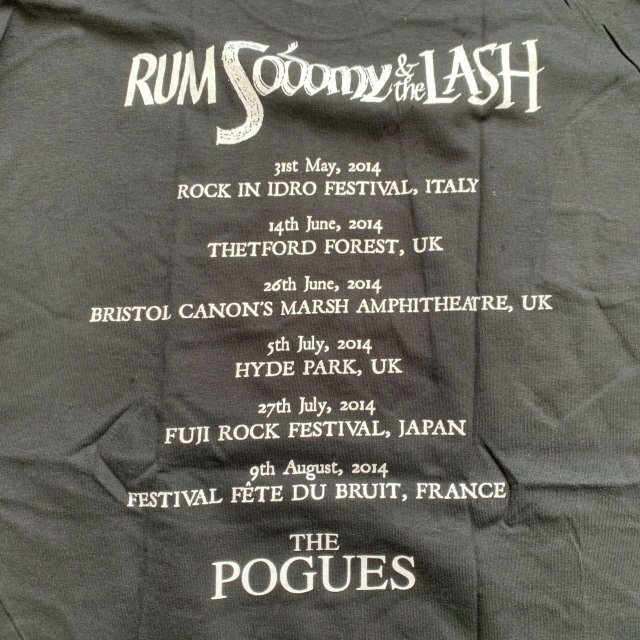 RUM Sodomy & the LASH
31st May, 2014
ROCK IN IDRO FESTIVAL, ITALY
14th June, 2014
THETFORD FOREST, UK
26th June, 2014
BRISTOL CANON'S MARSH AMPHITHEATRE, UK
5th July, 2014
HYDE PARK, UK
27th July, 2014
FUJI ROCK FESTIVAL, JAPAN
9th August, 2014
FESTIVAL FÊTE DU BRUIT, FRANCE
THE
POGUES